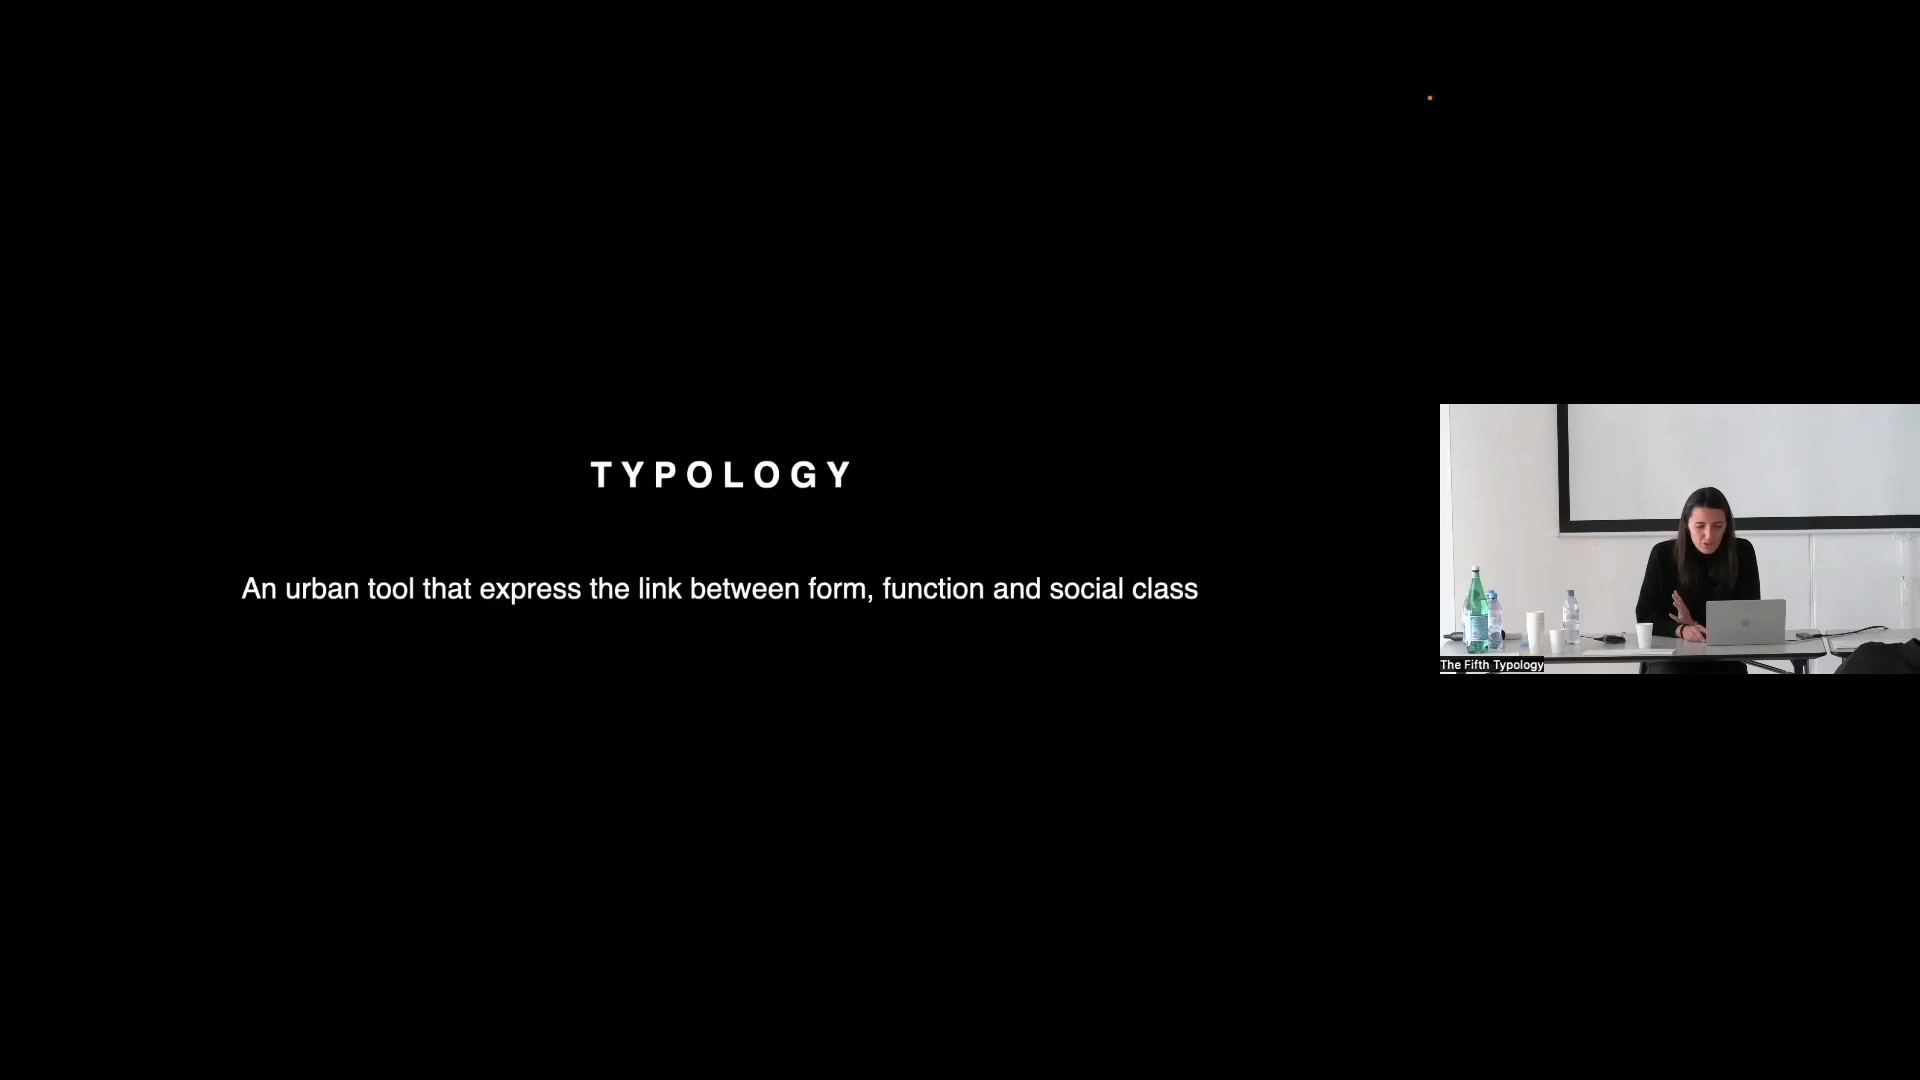 TYPOLOGY
An urban tool that express the link between form, function and social class
The Fifth Typology